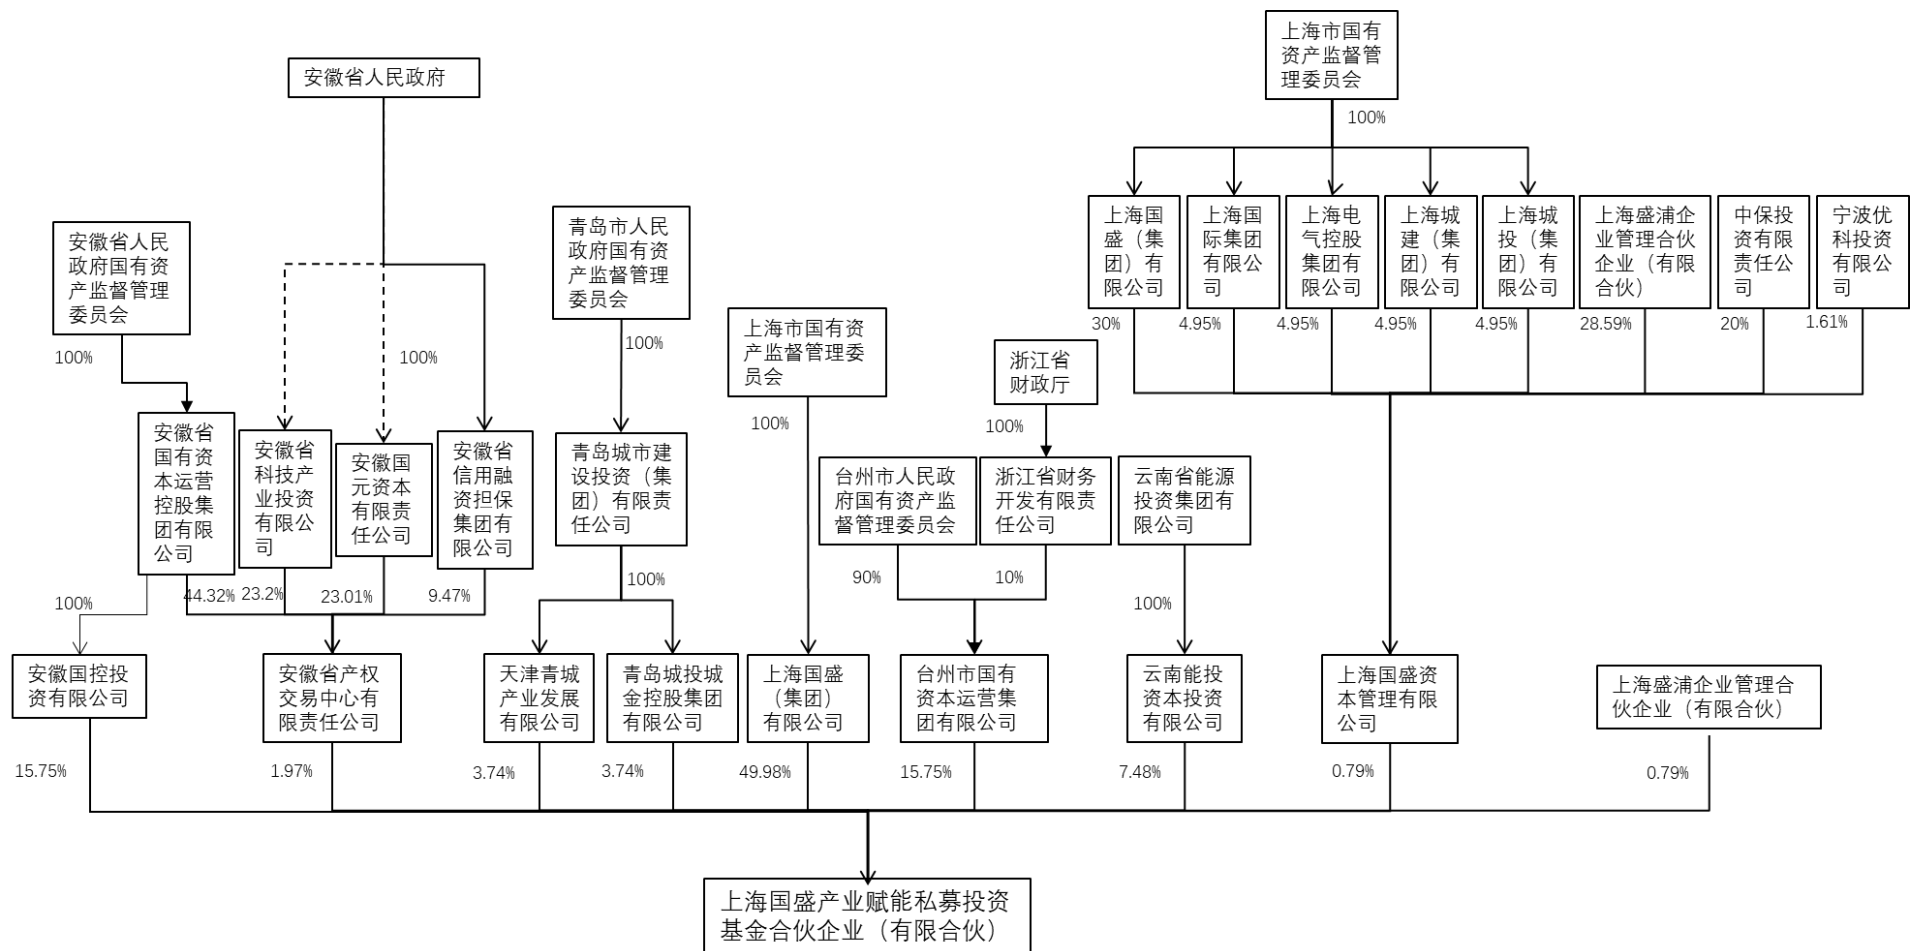 上海市国有
资产监督管
理委员会
安徽省人民政府
100%
安徽省人民
政府国有资
产监督管理
委员会
青岛市人民
政府国有资
产监督管理
委员会
上海国
盛（集
团）有
限公司
上海国
际集团
有限公
司
上海电
气控股
集团有
限公司
上海城
建（集
团）有
限公司
上海城
投（集
团）有
限公司
上海盛浦企
业管理合伙
企业（有限
合伙）
中保投
资有限
责任公
司
宁波优
科投资
有限公
司
100%
100%
100%
上海市国有资
产监督管理委
员会
30%
4.95%
4.95%
4.95%
4.95%
28.59%
20%
1.61%
浙江省
财政厅
安徽省
国有资
本运营
控股集
团有限
公司
安徽省
科技产
业投资
有限公
司
安徽国
元资本
有限责
任公司
安徽省
信用融
资担保
集团有
限公司
青岛城市建
设投资（集
团）有限责
任公司
100%
100%
台州市人民政
府国有资产监
督管理委员会
浙江省财务
开发有限责
任公司
云南省能源
投资集团有
限公司
100%
44.32%
23.2%
23.01%
9.47%
100%
90%
10%
100%
安徽国控投
资有限公司
安徽省产权
交易中心有
限责任公司
天津青城
产业发展
有限公司
青岛城投城
金控股集团
有限公司
上海国盛
（集团）
有限公司
台州市国有
资本运营集
团有限公司
云南能投
资本投资
有限公司
上海国盛资
本管理有限
公司
上海盛浦企业管理合
伙企业（有限合伙）
15.75%
1.97%
3.74%
3.74%
49.98%
15.75%
7.48%
0.79%
0.79%
上海国盛产业赋能私募投资
基金合伙企业（有限合伙）